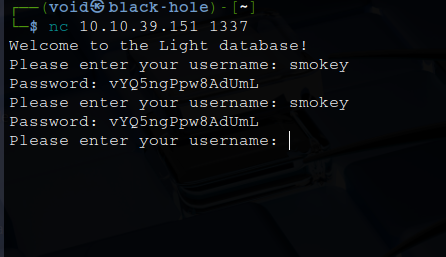 ┌──(void㉿black-hole)-[~]
└─$ nc 10.10.39.151 1337
Welcome to the Light database!
Please enter your username: smokey
Password: vYQ5ngPpw8AdUmL
Please enter your username: smokey
Password: vYQ5ngPpw8AdUmL
Please enter your username: